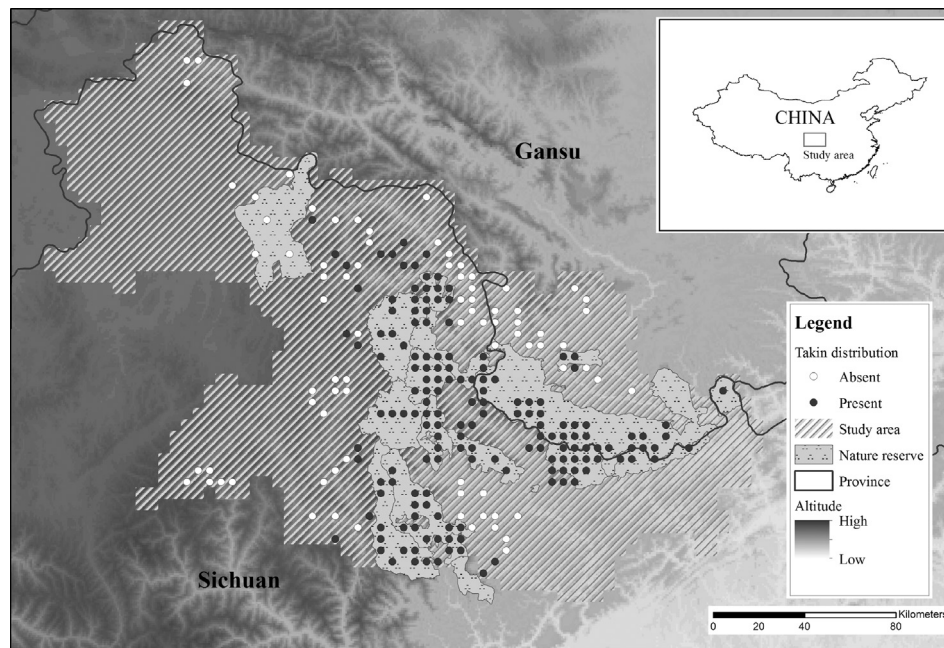 Gansu
CHINA
Study area
Legend
Takin distribution
Absent
Present
Study area
Nature reserve
Province
Altitude
High
Low
Sichuan
Kilometers
0 20 40 80